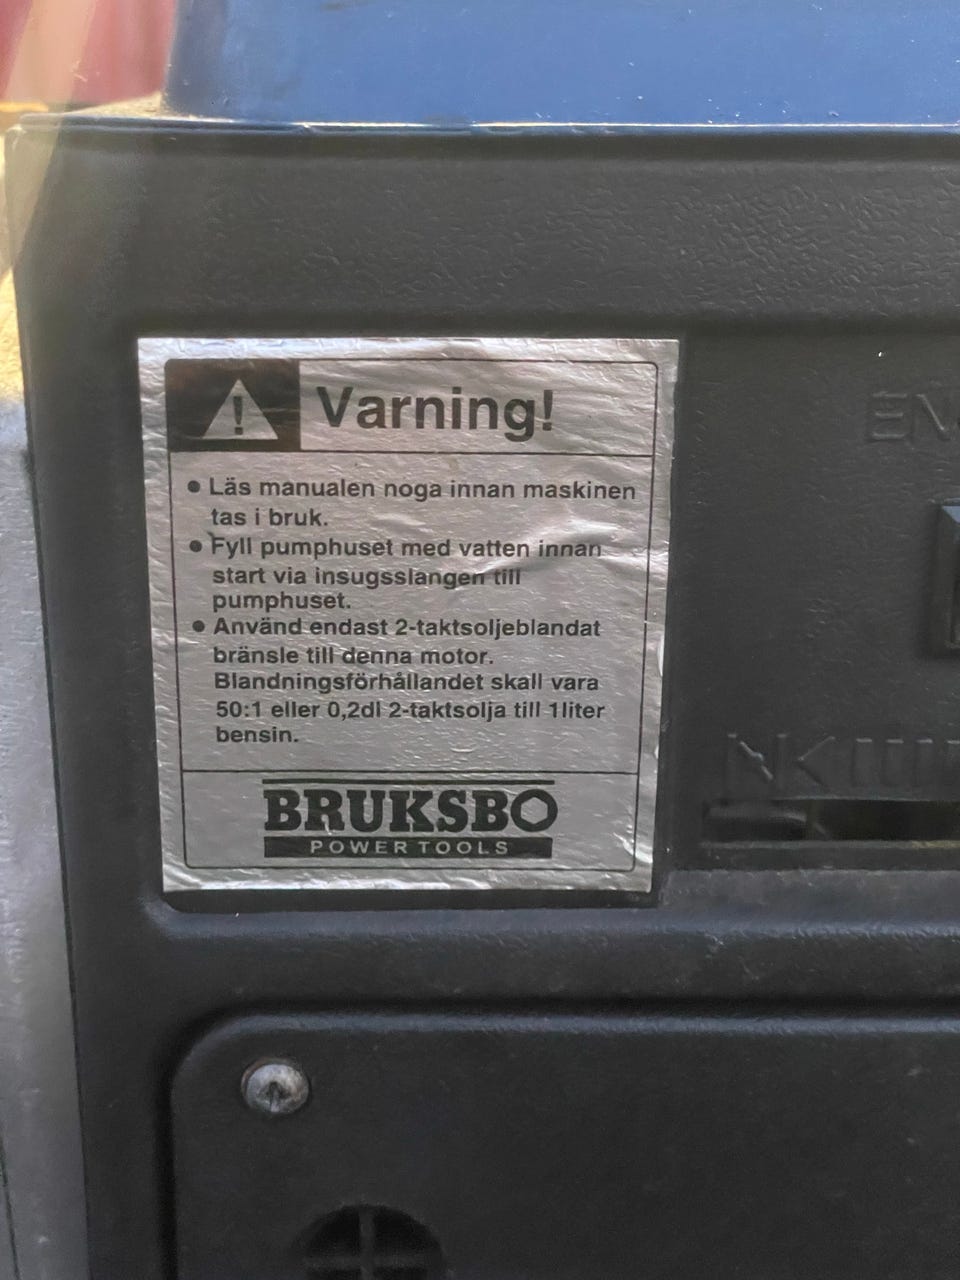 Varning!
• Läs manualen noga innan maskinen
tas i bruk.
• Fyll pumphuset med vatten innan
start via insugsslangen till
pumphuset.
• Använd endast 2-taktsoljeblandat
bränsle till denna motor.
Blandningsförhållandet skall vara
50:1 eller 0,2dl 2-taktsolja till 1liter
bensin.
BRUKSBO
POWER TOOLS